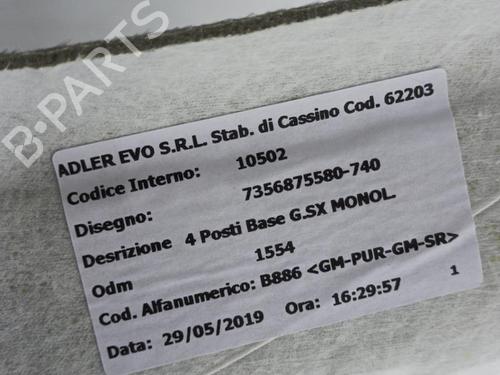 B-PARTS
ADLER EVO S.R.L. Stab. di Cassino Cod. 62203
Codice Interno: 10502
Disegno: 7356875580-740
Desrizione 4 Posti Base G.SX MONOL.
Odm 1554
Cod. Alfanumerico: B886 <GM-PUR-GM-SR>
Data: 29/05/2019 Ora: 16:29:57 1